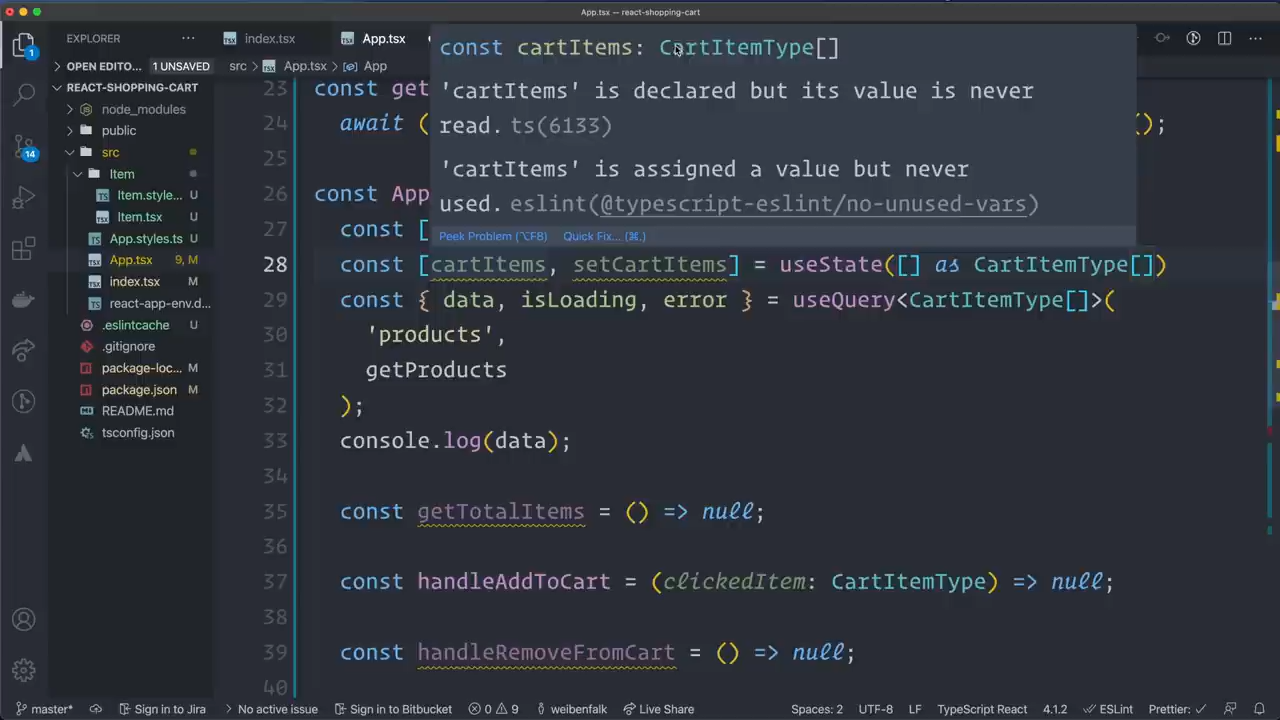 App.tsx -- react-shopping-cart
EXPLORER
index.tsx
App.tsx
OPEN EDITO... 1 UNSAVED
src > App.tsx > App
REACT-SHOPPING-CART
node_modules
public
src
Item
Item.style... U
Item.tsx U
App.styles.ts U
App.tsx 9, M
index.tsx
react-app-env.d...
.eslintcache U
.gitignore
package-loc... M
package.json M
README.md
tsconfig.json
1
14
const cartItems: CartItemType[]
'cartItems' is declared but its value is never
read. ts(6133)
'cartItems' is assigned a value but never
used. eslint(@typescript-eslint/no-unused-vars)
Peek Problem (⌥F8) Quick Fix... (⌘.)
23 const get
24 await ( ();
25
26 const App
const [
28 const [cartItems, setCartItems] = useState([] as CartItemType[])
29 const { data, isLoading, error } = useQuery<CartItemType[]>(
30 'products',
31 getProducts
32 );
33 console.log(data);
34
35 const getTotalItems = () => null;
36
37 const handleAddToCart = (clickedItem: CartItemType) => null;
38
39 const handleRemoveFromCart = () => null;
40
master* Sign in to Jira No active issue Sign in to Bitbucket 0 9 weibenfalk Live Share Spaces: 2 UTF-8 LF TypeScript React 4.1.2 ESLint Prettier: ✓